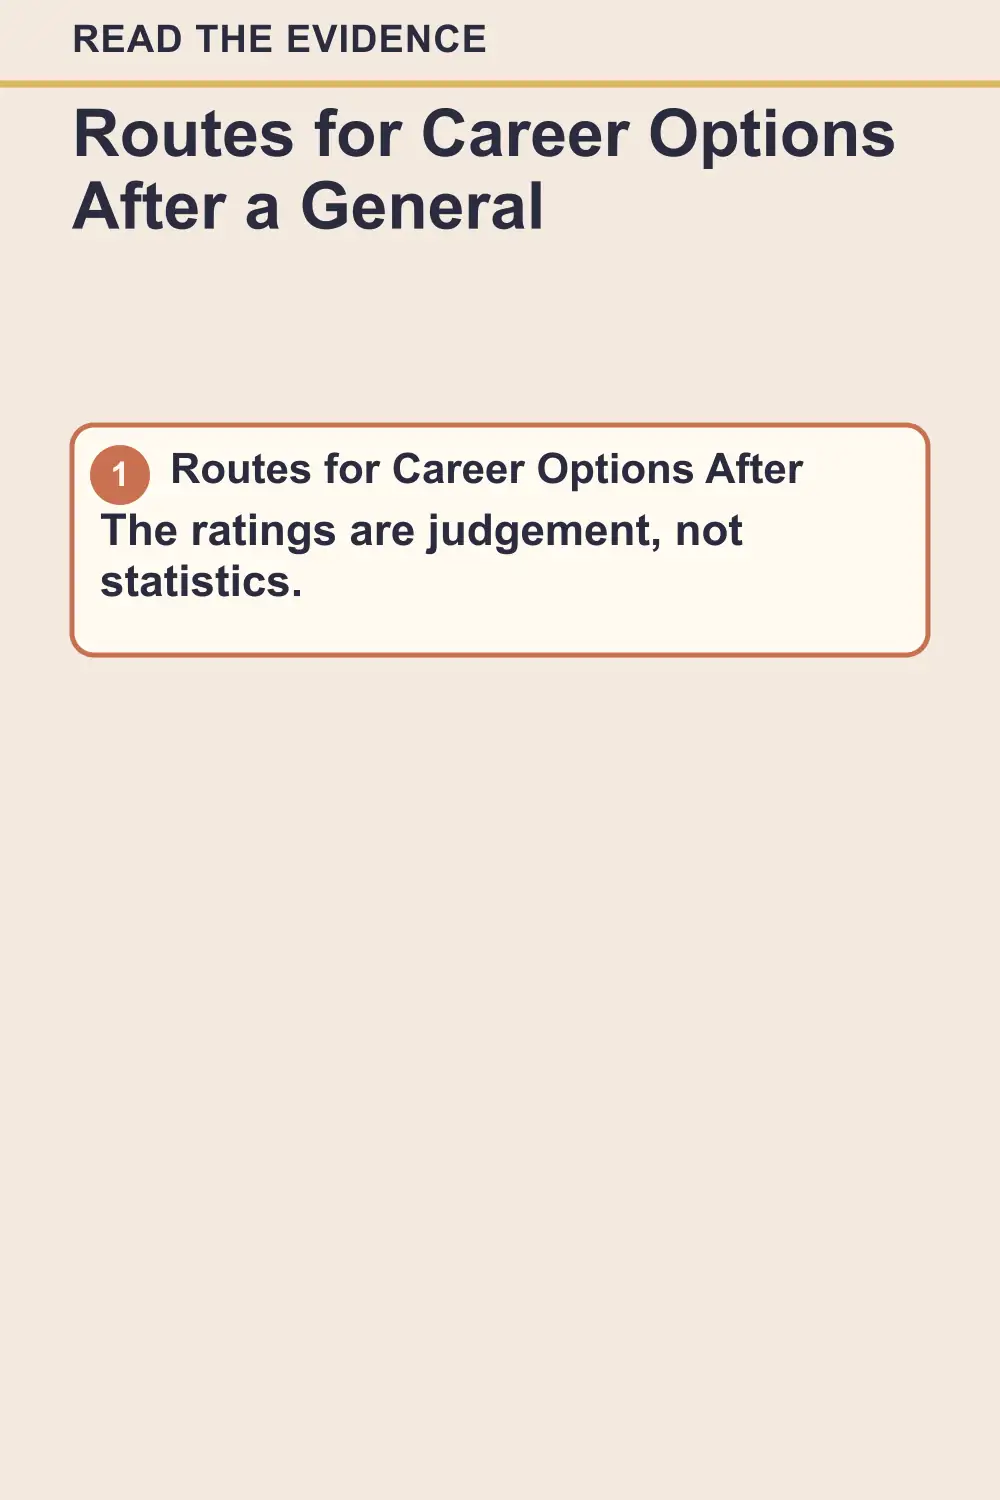 READ THE EVIDENCE
Routes for Career Options
After a General
1 Routes for Career Options After
The ratings are judgement, not
statistics.